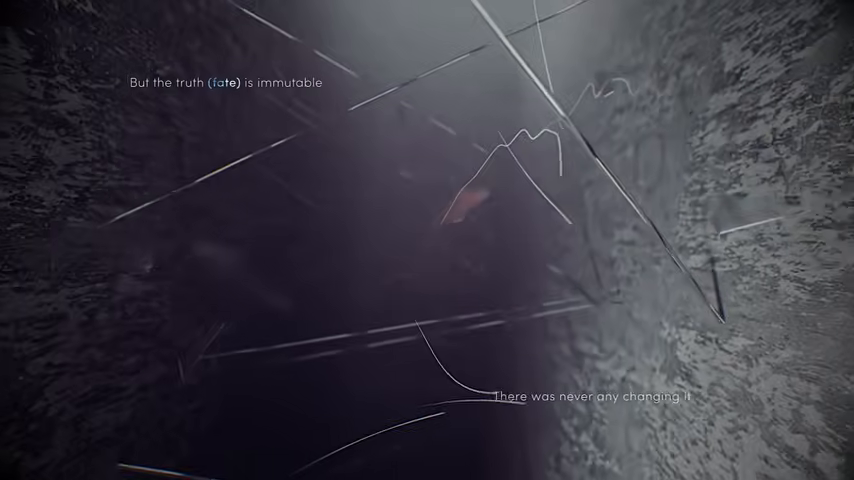 But the truth (fate) is immutable
There was never any changing it